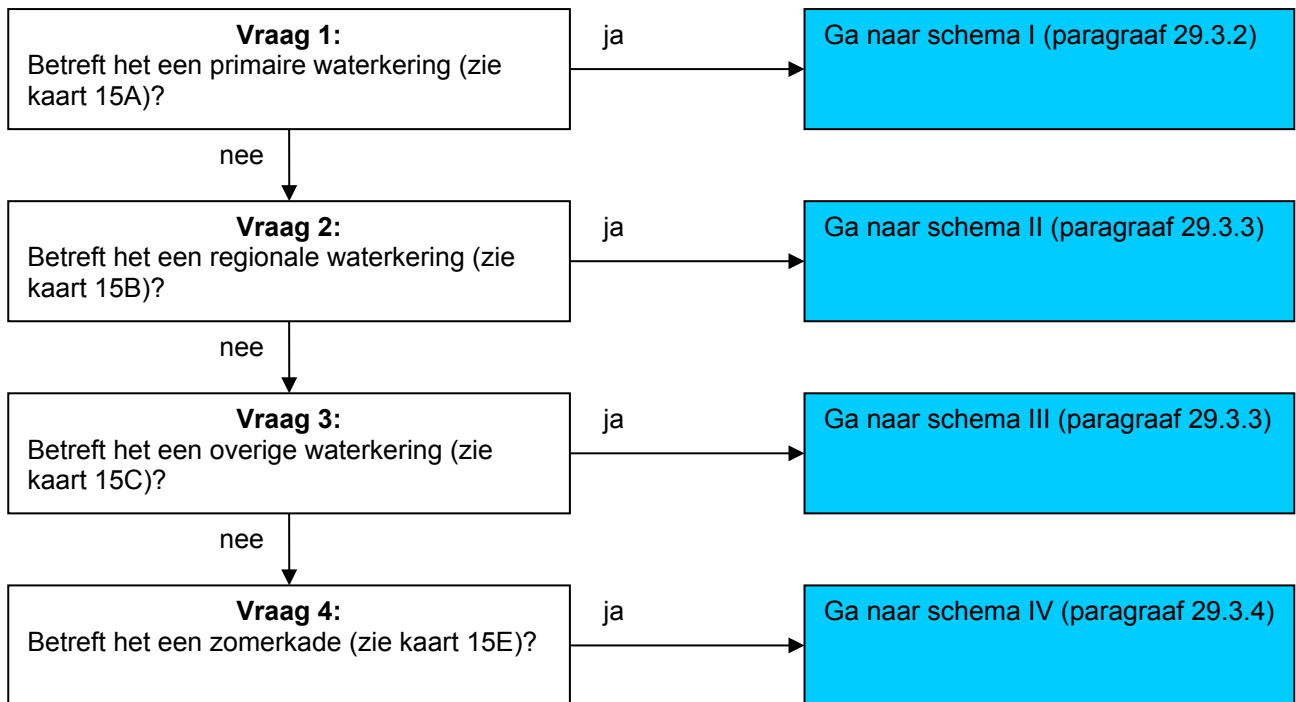 Vraag 1:
Betreft het een primaire waterkering (zie
kaart 15A)?
ja
Ga naar schema I (paragraaf 29.3.2)
nee
Vraag 2:
Betreft het een regionale waterkering (zie
kaart 15B)?
ja
Ga naar schema II (paragraaf 29.3.3)
nee
Vraag 3:
Betreft het een overige waterkering (zie
kaart 15C)?
ja
Ga naar schema III (paragraaf 29.3.3)
nee
Vraag 4:
Betreft het een zomerkade (zie kaart 15E)?
ja
Ga naar schema IV (paragraaf 29.3.4)